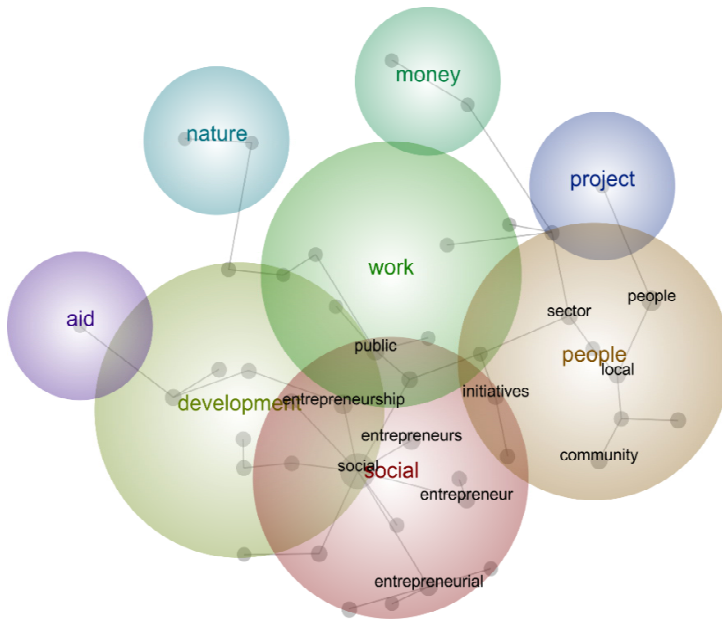 money
nature
project
work
aid
people
sector
public
people
local
initiatives
development
entrepreneurship
entrepreneurs
community
social
social
entrepreneur
entrepreneurial